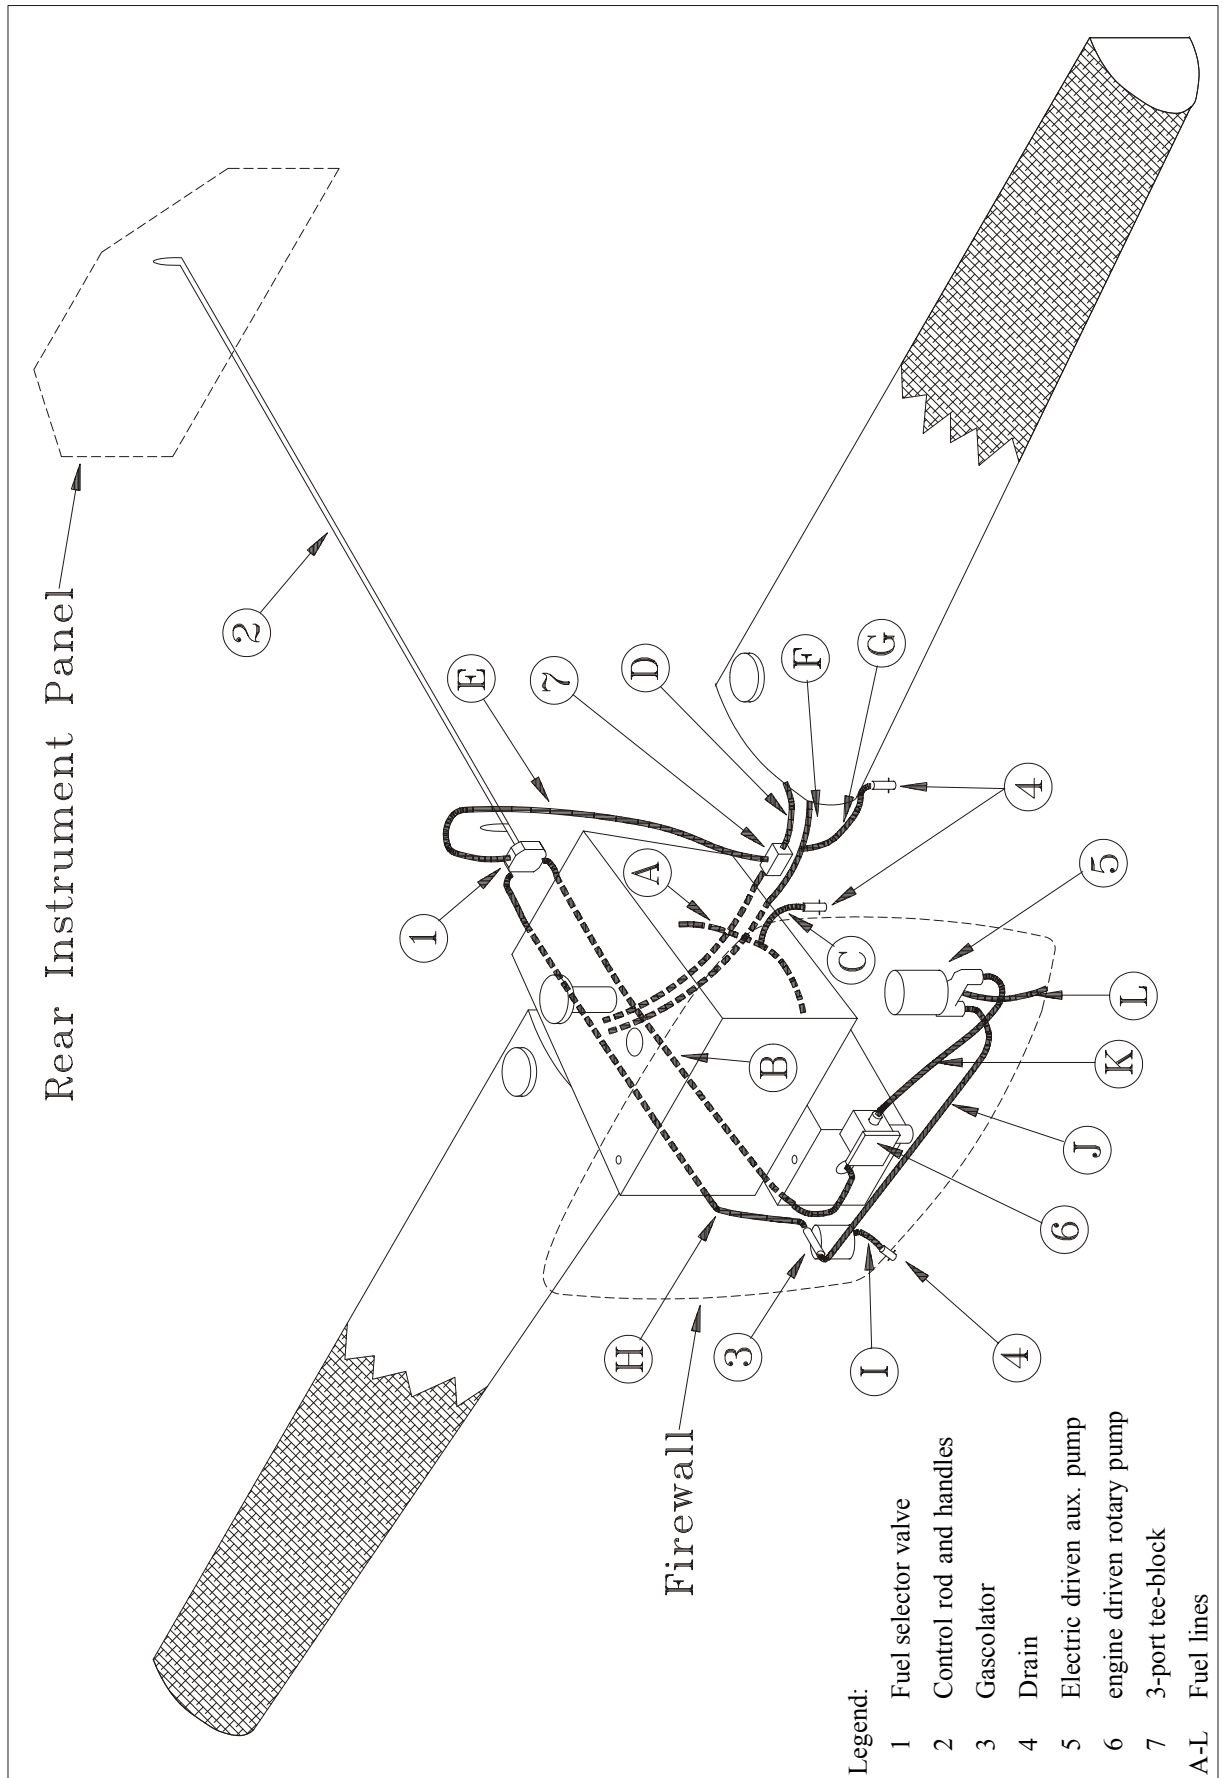 Rear Instrument Panel
2
E
7
D
F
G
1
A
4
C
5
B
L
K
J
6
H
3
I
4
Firewall
Legend:
1 Fuel selector valve
2 Control rod and handles
3 Gascolator
4 Drain
5 Electric driven aux. pump
6 engine driven rotary pump
7 3-port tee-block
A-L Fuel lines